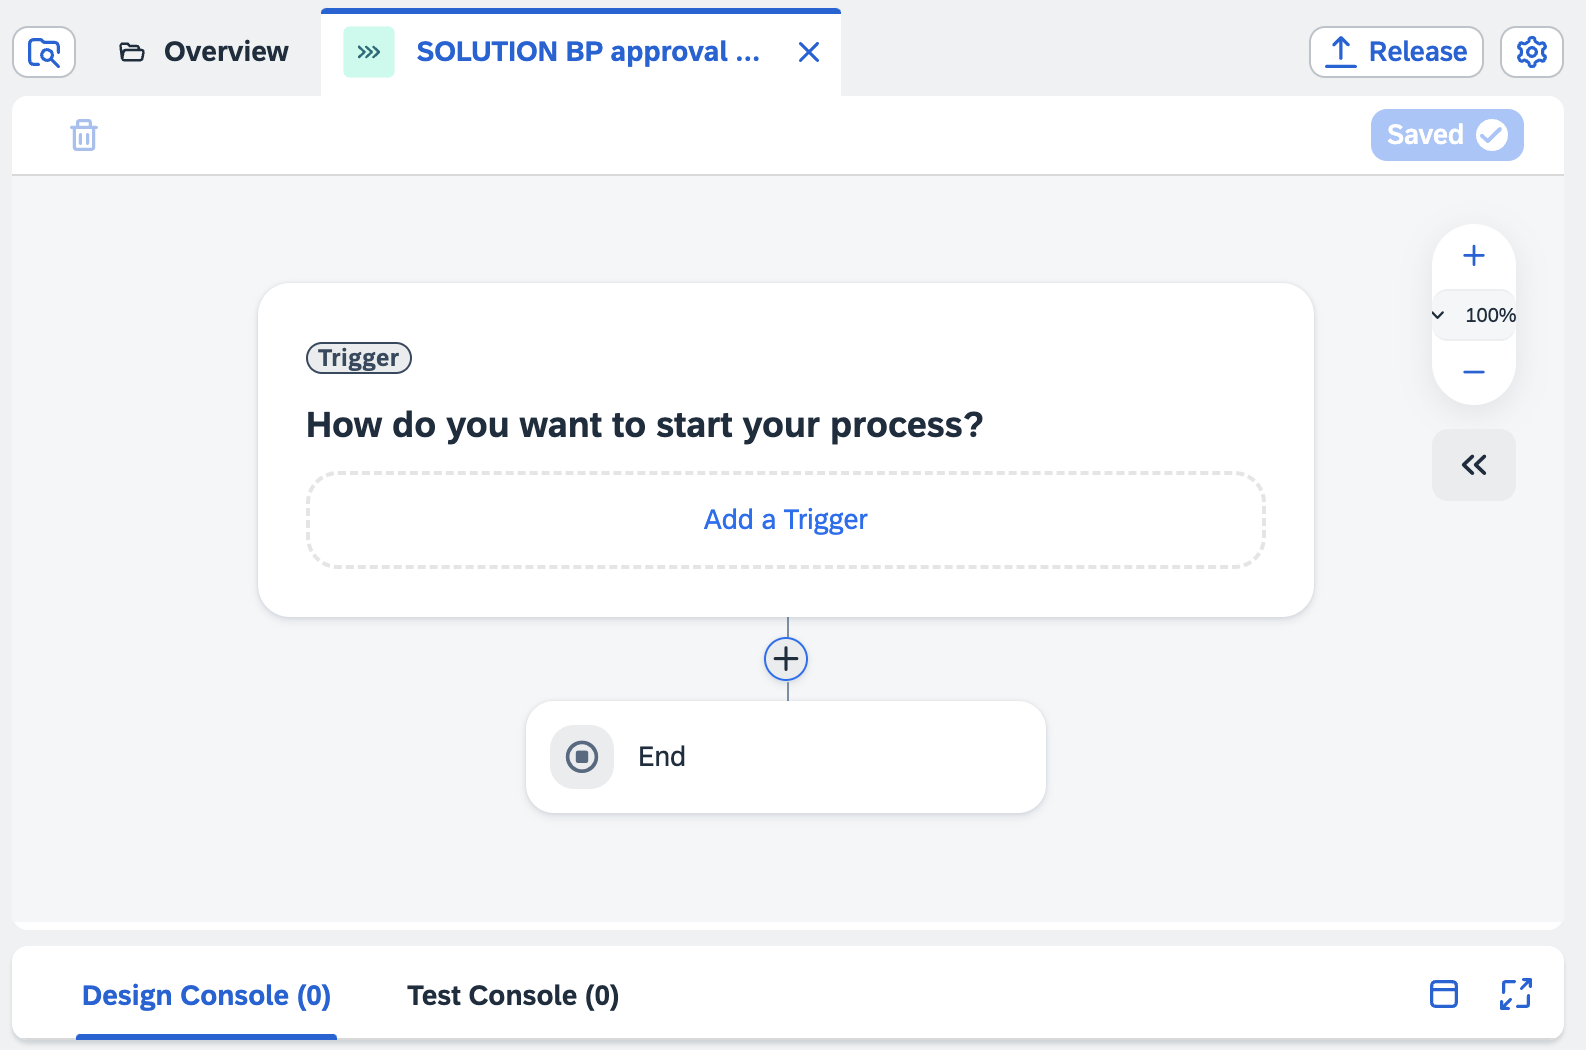 Overview
SOLUTION BP approval ...
Release
Saved
100%
Trigger
How do you want to start your process?
Add a Trigger
End
Design Console (0)
Test Console (0)